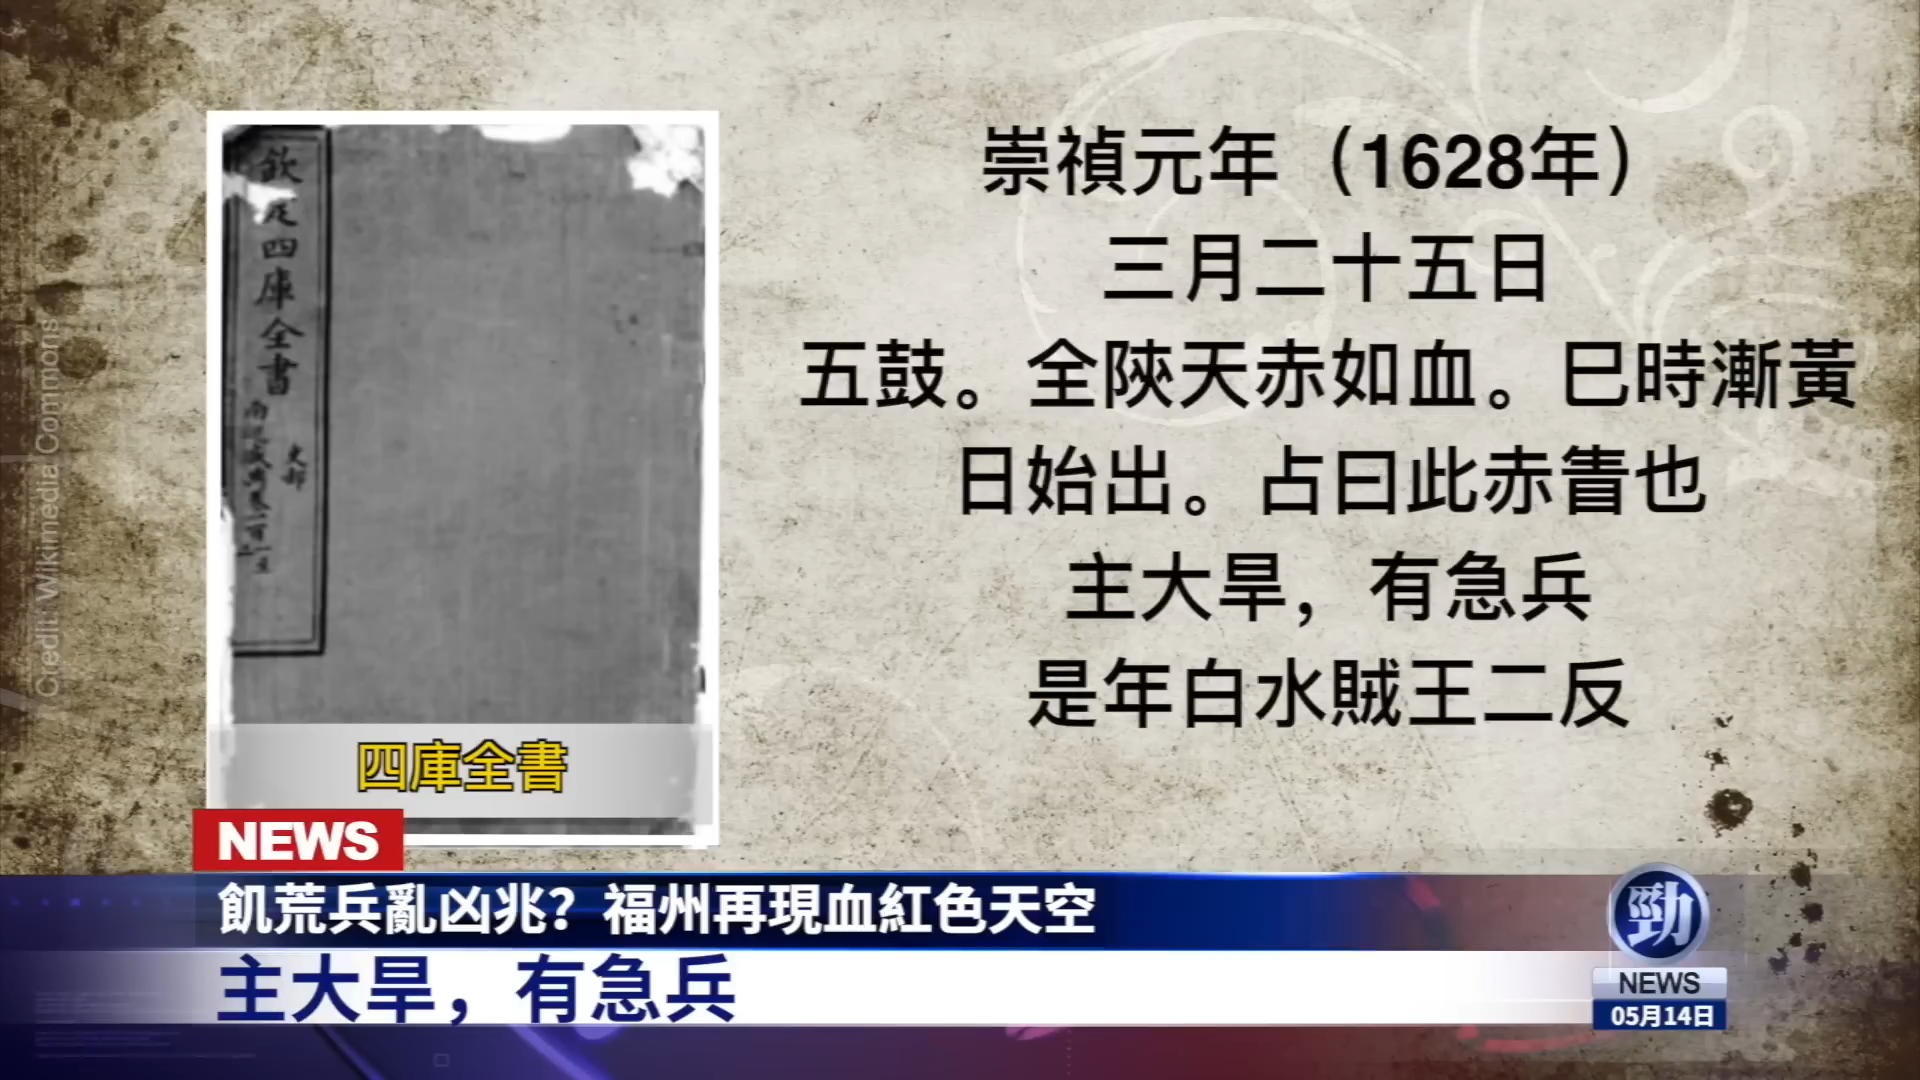 崇禎元年（1628年）
三月二十五日
五鼓。全陝天赤如血。巳時漸黃
日始出。占曰此赤眚也
主大旱，有急兵
是年白水賊王二反
四庫全書
史部
四庫全書
Credit: Wikimedia Commons
NEWS
飢荒兵亂凶兆？福州再現血紅色天空
主大旱，有急兵
勁
NEWS
05月14日